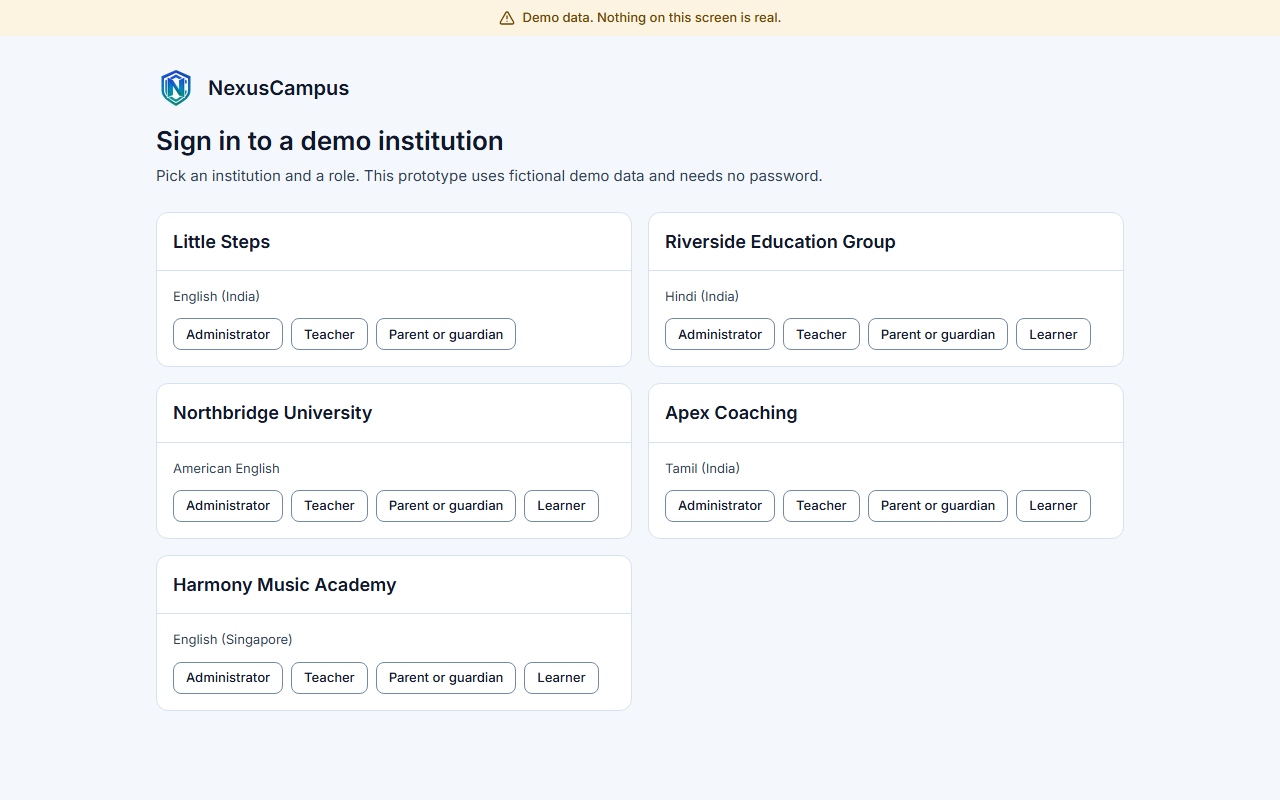 Demo data. Nothing on this screen is real.
NexusCampus
Sign in to a demo institution
Pick an institution and a role. This prototype uses fictional demo data and needs no password.
Little Steps
English (India)
Administrator Teacher Parent or guardian
Riverside Education Group
Hindi (India)
Administrator Teacher Parent or guardian Learner
Northbridge University
American English
Administrator Teacher Parent or guardian Learner
Apex Coaching
Tamil (India)
Administrator Teacher Parent or guardian Learner
Harmony Music Academy
English (Singapore)
Administrator Teacher Parent or guardian Learner